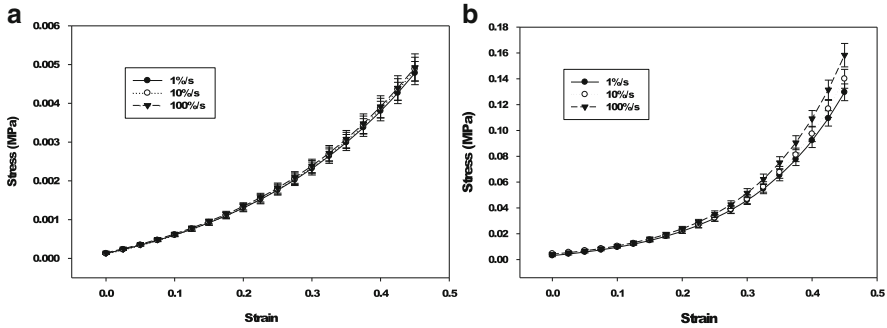 a
0.006
0.005
0.004
0.003
0.002
0.001
0.000
Stress (MPa)
1%/s
10%/s
100%/s
0.0 0.1 0.2 0.3 0.4 0.5
Strain
b
0.18
0.16
0.14
0.12
0.10
0.08
0.06
0.04
0.02
0.00
Stress (MPa)
1%/s
10%/s
100%/s
0.0 0.1 0.2 0.3 0.4 0.5
Strain